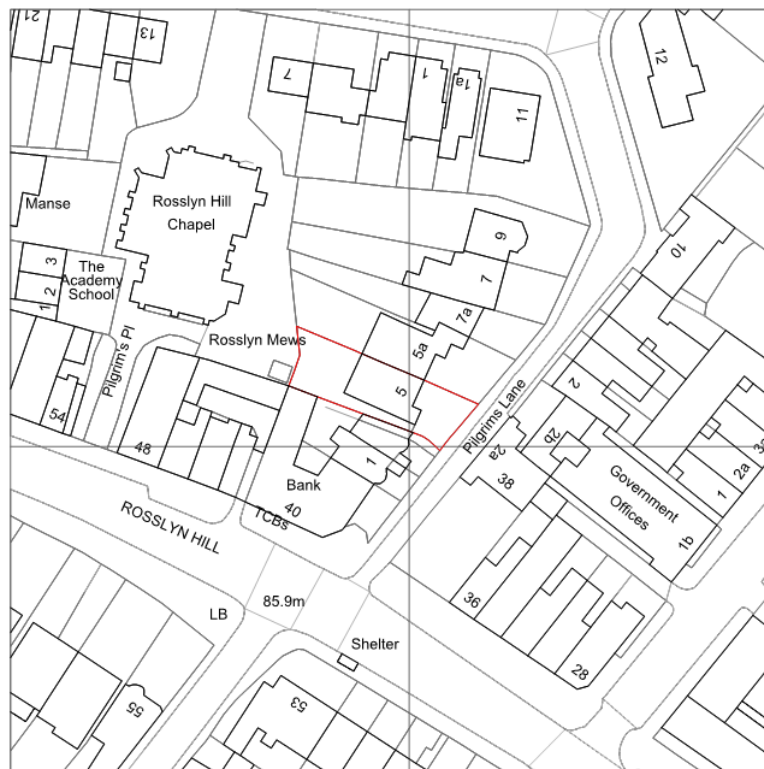 21
13
7
1
1a
11
12
Rosslyn Hill
Chapel
Manse
9
7
10
3
The
Academy
School
2
1
7a
Rosslyn Mews
5a
Pilgrim's Pl
5
Pilgrims Lane
2
54
48
1
2b
2a
Bank
38
Government
Offices
40
TCBs
ROSSLYN HILL
2a
1
1b
36
85.9m
LB
Shelter
28
53
55